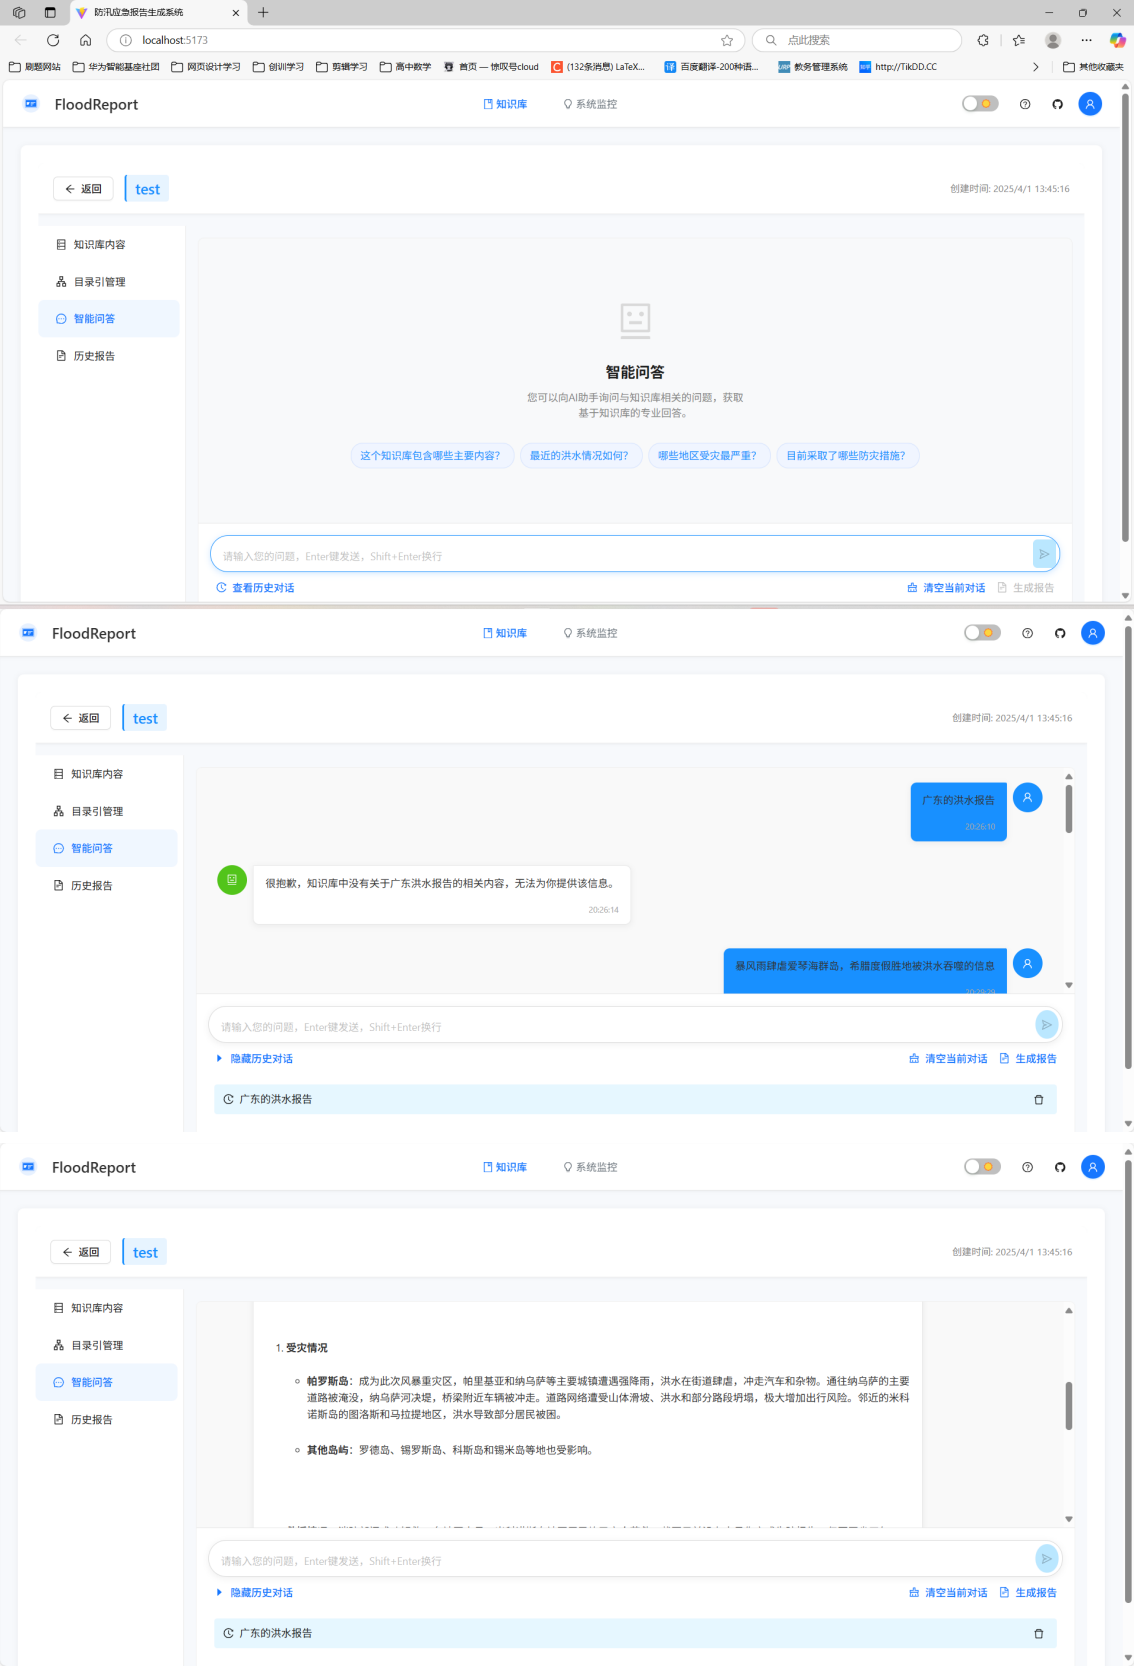 防汛应急报告生成系统
localhost:5173
点此搜索
刷题网站 华为智能基座社团 网页设计学习 创训学习 剪辑学习 高中数学 首页 — 惊叹号cloud (132条消息) LaTeX... 百度翻译-200种语... 教务管理系统 http://TikDD.CC 其他收藏夹
FloodReport 知识库 系统监控
返回 test 创建时间: 2025/4/1 13:45:16
知识库内容
目录引管理
智能问答
历史报告
智能问答
您可以向AI助手询问与知识库相关的问题，获取
基于知识库的专业回答。
这个知识库包含哪些主要内容？ 最近的洪水情况如何？ 哪些地区受灾最严重？ 目前采取了哪些防灾措施？
请输入您的问题，Enter键发送，Shift+Enter换行
查看历史对话 清空当前对话 生成报告
FloodReport 知识库 系统监控
返回 test 创建时间: 2025/4/1 13:45:16
知识库内容
目录引管理
智能问答
历史报告
广东的洪水报告
20:26:10
很抱歉，知识库中没有关于广东洪水报告的相关内容，无法为你提供该信息。
20:26:14
暴风雨肆虐爱琴海群岛，希腊度假胜地被洪水吞噬的信息
20:29:29
请输入您的问题，Enter键发送，Shift+Enter换行
隐藏历史对话 清空当前对话 生成报告
广东的洪水报告
FloodReport 知识库 系统监控
返回 test 创建时间: 2025/4/1 13:45:16
知识库内容
目录引管理
智能问答
历史报告
1. 受灾情况
帕罗斯岛：成为此次风暴重灾区，帕里基亚和纳乌萨等主要城镇遭遇强降雨，洪水在街道肆虐，冲走汽车和杂物。通往纳乌萨的主要
道路被淹没，纳乌萨河决堤，桥梁附近车辆被冲走。道路网络遭受山体滑坡、洪水和部分路段坍塌，极大增加出行风险。邻近的米科
诺斯岛的图洛斯和马拉提地区，洪水导致部分居民被困。
其他岛屿：罗德岛、锡罗斯岛、科斯岛和锡米岛等地也受影响。
请输入您的问题，Enter键发送，Shift+Enter换行
隐藏历史对话 清空当前对话 生成报告
广东的洪水报告